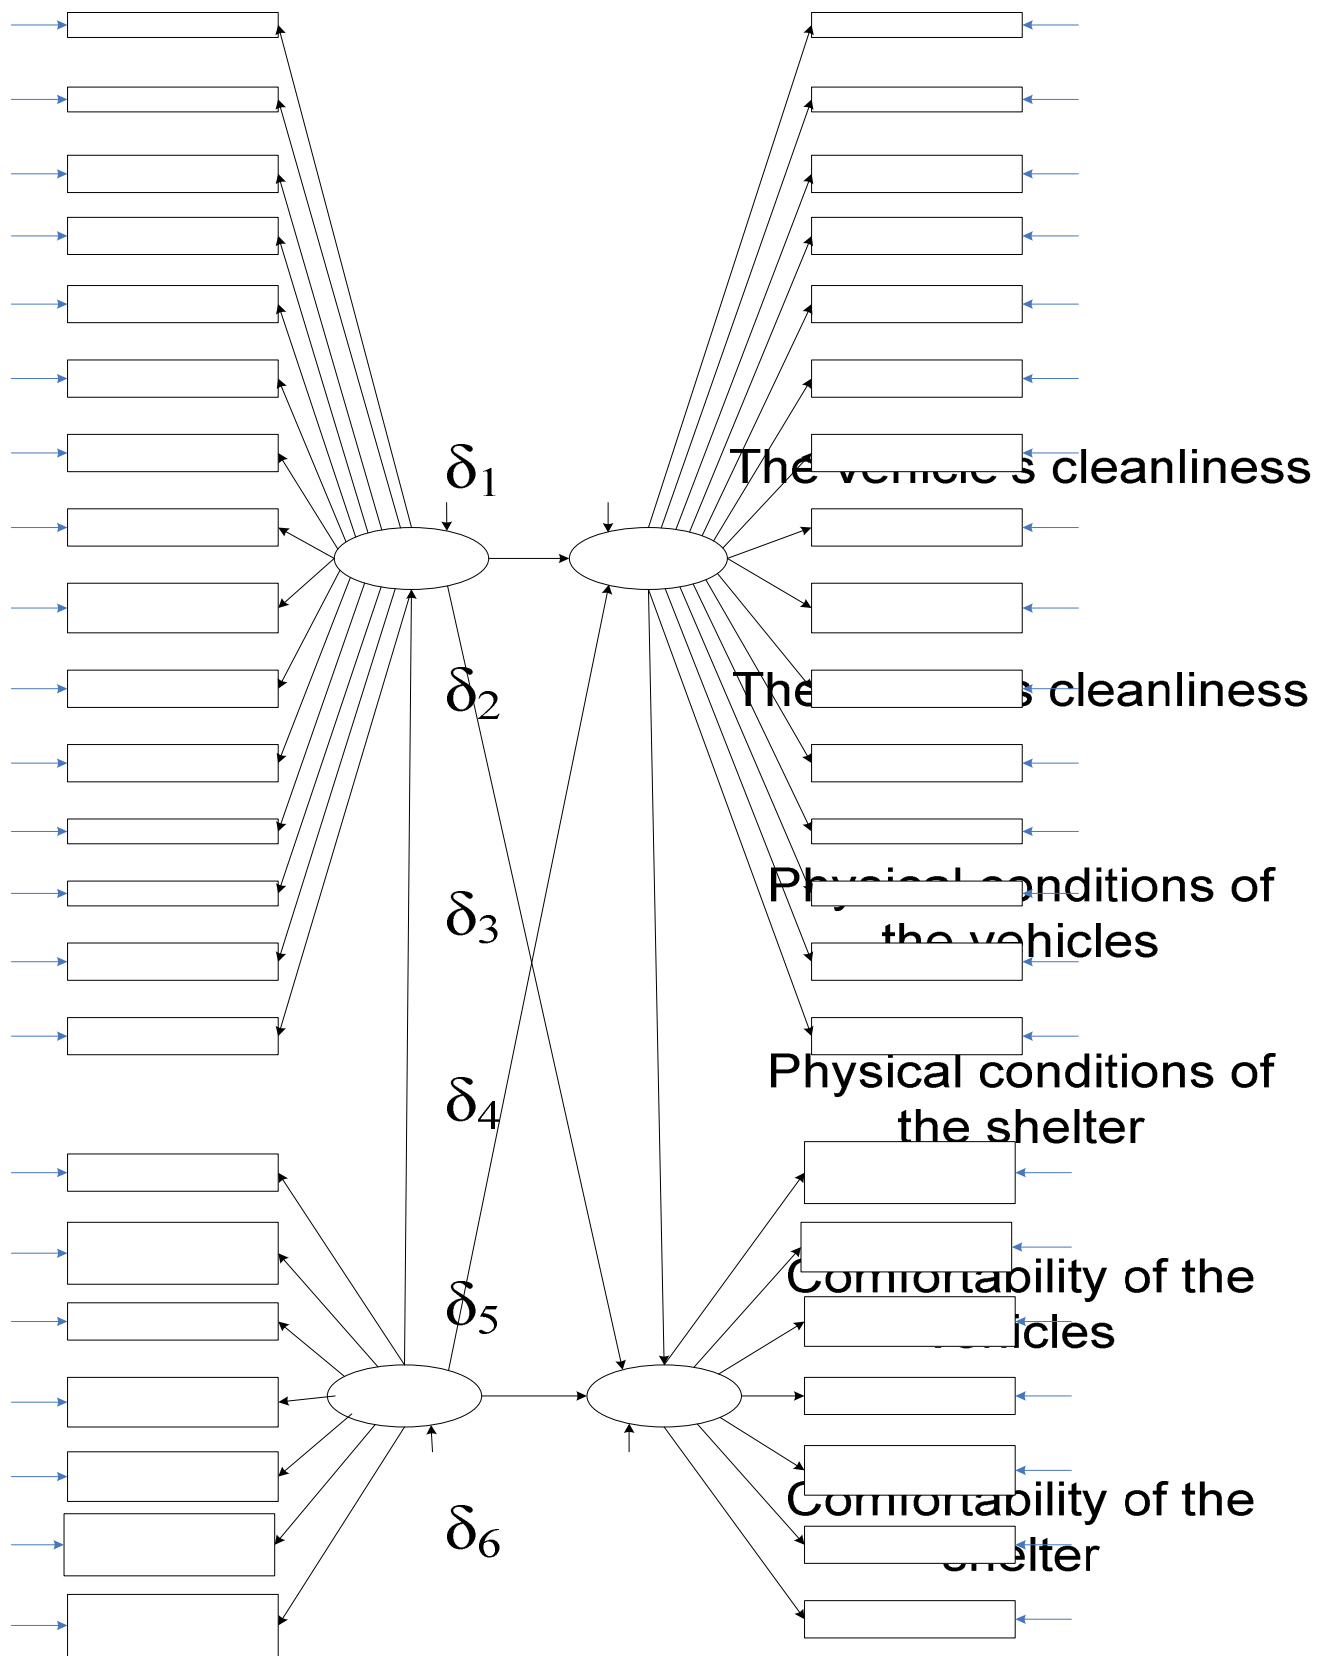 δ1
The vehicle's cleanliness
δ2
The s cleanliness
δ3
Physical conditions of
the vehicles
δ4
Physical conditions of
the shelter
δ5
Comfortability of the
vehicles
δ6
Comfortability of the
shelter